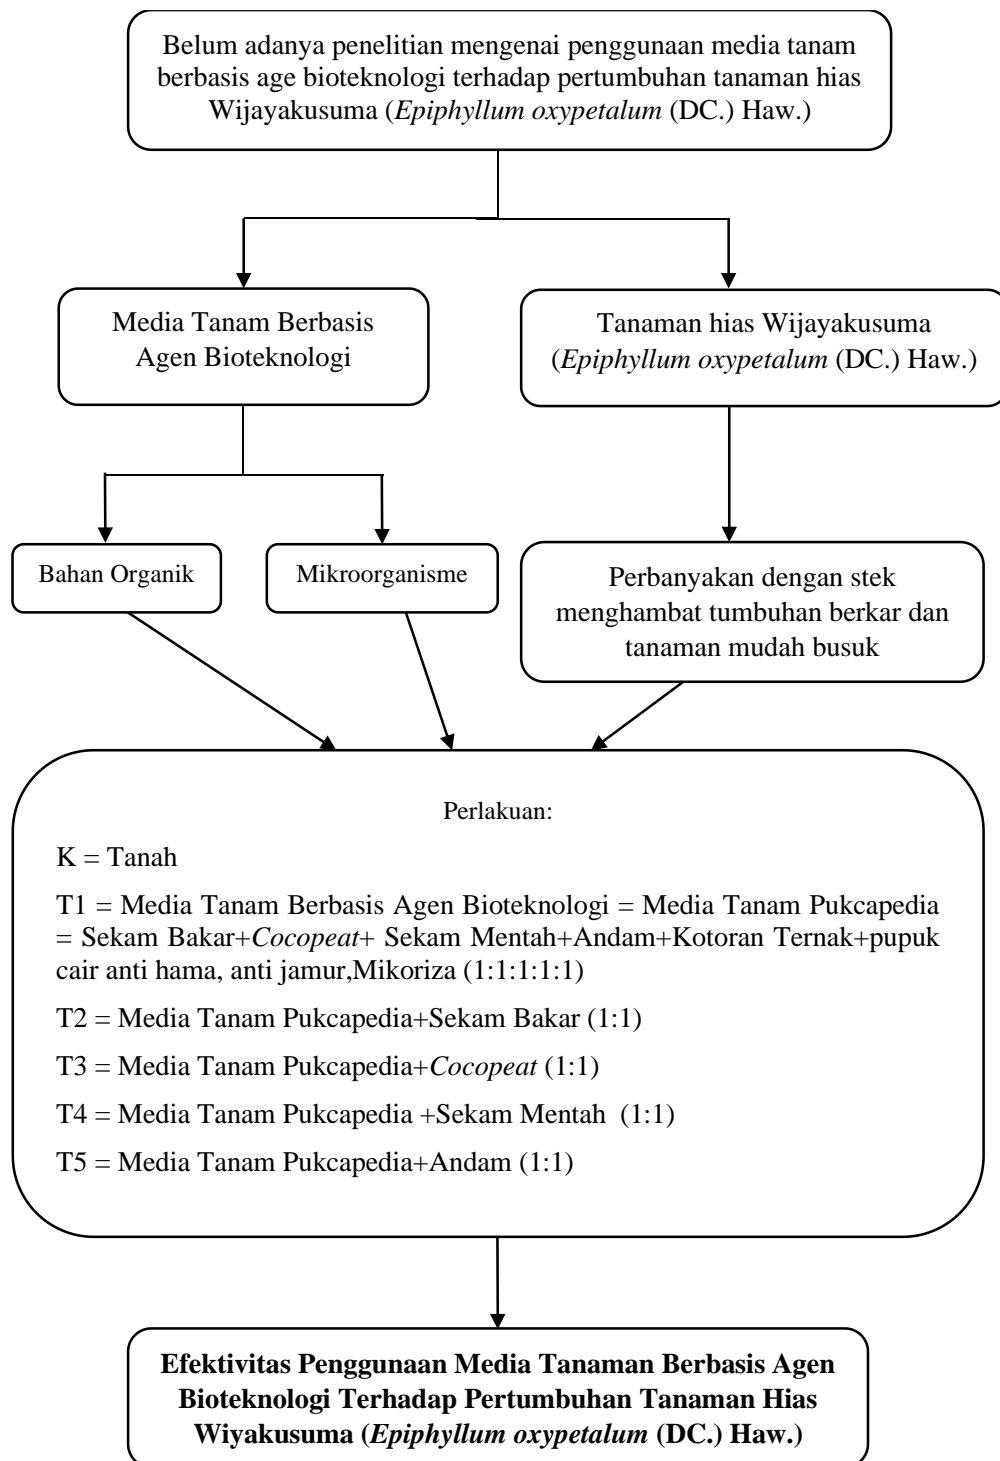 Belum adanya penelitian mengenai penggunaan media tanam
berbasis age bioteknologi terhadap pertumbuhan tanaman hias
Wijayakusuma (Epiphyllum oxypetalum (DC.) Haw.)
Media Tanam Berbasis
Agen Bioteknologi
Tanaman hias Wijayakusuma
(Epiphyllum oxypetalum (DC.) Haw.)
Bahan Organik
Mikroorganisme
Perbanyakan dengan stek
menghambat tumbuhan berkar dan
tanaman mudah busuk
Perlakuan:
K = Tanah
T1 = Media Tanam Berbasis Agen Bioteknologi = Media Tanam Pukcapedia
= Sekam Bakar+Cocopeat+ Sekam Mentah+Andam+Kotoran Ternak+pupuk
cair anti hama, anti jamur,Mikoriza (1:1:1:1:1)
T2 = Media Tanam Pukcapedia+Sekam Bakar (1:1)
T3 = Media Tanam Pukcapedia+Cocopeat (1:1)
T4 = Media Tanam Pukcapedia +Sekam Mentah  (1:1)
T5 = Media Tanam Pukcapedia+Andam (1:1)
Efektivitas Penggunaan Media Tanaman Berbasis Agen
Bioteknologi Terhadap Pertumbuhan Tanaman Hias
Wiyakusuma (Epiphyllum oxypetalum (DC.) Haw.)